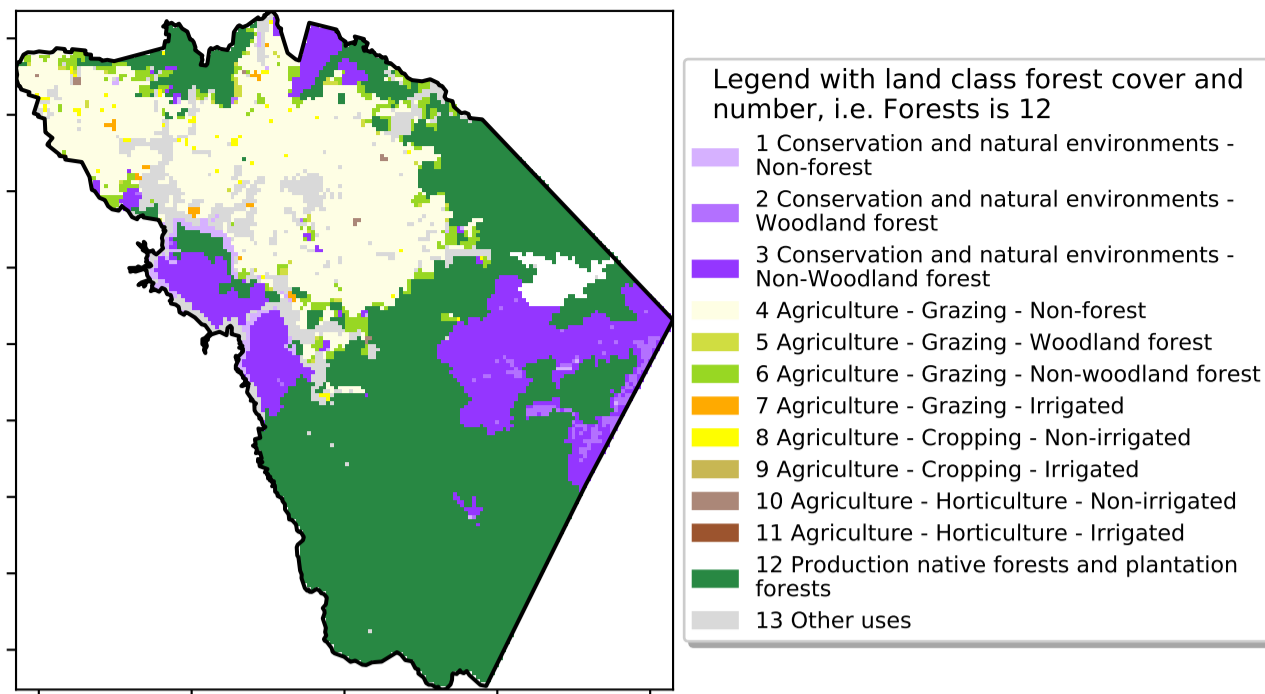 Legend with land class forest cover and
number, i.e. Forests is 12
1 Conservation and natural environments -
Non-forest
2 Conservation and natural environments -
Woodland forest
3 Conservation and natural environments -
Non-Woodland forest
4 Agriculture - Grazing - Non-forest
5 Agriculture - Grazing - Woodland forest
6 Agriculture - Grazing - Non-woodland forest
7 Agriculture - Grazing - Irrigated
8 Agriculture - Cropping - Non-irrigated
9 Agriculture - Cropping - Irrigated
10 Agriculture - Horticulture - Non-irrigated
11 Agriculture - Horticulture - Irrigated
12 Production native forests and plantation
forests
13 Other uses